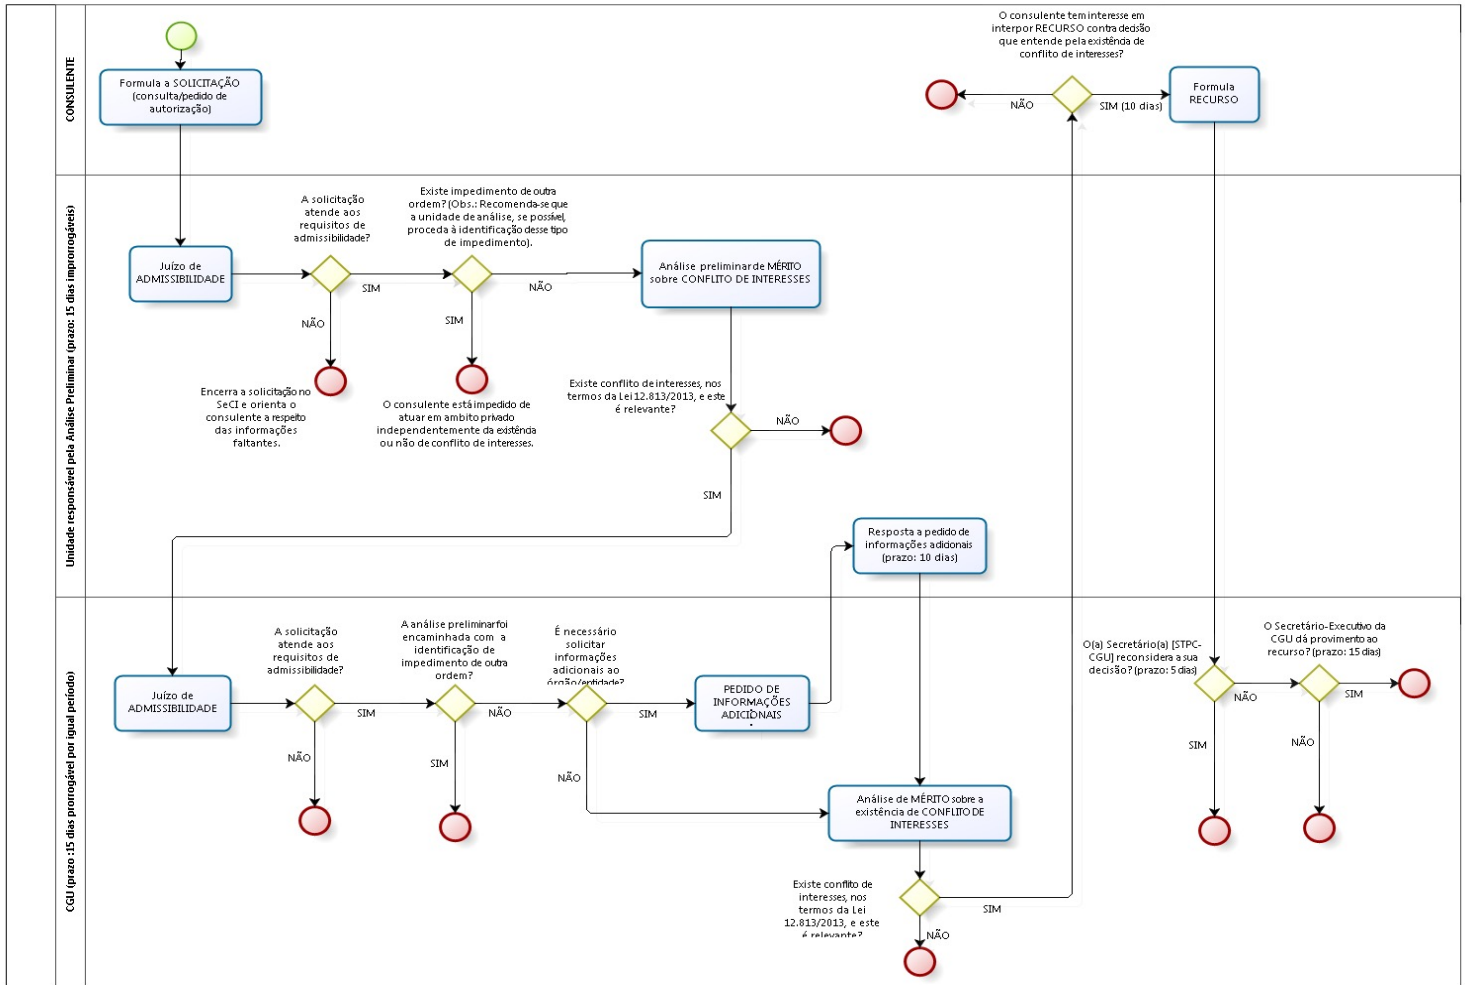 CONSULENTE
Formula a SOLICITAÇÃO
(consulta/pedido de
autorização)
O consulente tem interesse em
interpor RECURSO contra decisão
que entende pela existência de
conflito de interesses?
NÃO
SIM (10 dias)
Formula
RECURSO
Unidade responsável pela Análise Preliminar (prazo: 15 dias improrrogáveis)
Juízo de
ADMISSIBILIDADE
A solicitação
atende aos
requisitos de
admissibilidade?
SIM
NÃO
Encerra a solicitação no
SeCI e orienta o
consulente a respeito
das informações
faltantes.
Existe impedimento de outra
ordem? (Obs.: Recomenda-se que
a unidade de análise, se possível,
proceda à identificação desse tipo
de impedimento).
NÃO
SIM
O consulente está impedido de
atuar em ambito privado
independentemente da existência
ou não de conflito de interesses.
Análise preliminar de MÉRITO
sobre CONFLITO DE INTERESSES
Existe conflito de interesses, nos
termos da Lei 12.813/2013, e este
é relevante?
NÃO
SIM
Resposta a pedido de
informações adicionais
(prazo: 10 dias)
CGU (prazo :15 dias prorrogável por igual período)
Juízo de
ADMISSIBILIDADE
A solicitação
atende aos
requisitos de
admissibilidade?
SIM
NÃO
A análise preliminar foi
encaminhada com a
identificação de
impedimento de outra
ordem?
NÃO
SIM
É necessário
solicitar
informações
adicionais ao
órgão/entidade?
SIM
NÃO
PEDIDO DE
INFORMAÇÕES
ADICIONAIS
:
Análise de MÉRITO sobre a
existência de CONFLITO DE
INTERESSES
Existe conflito de
interesses, nos
termos da Lei
12.813/2013, e este
é relevante?
SIM
NÃO
O(a) Secretário(a) [STPC-
CGU] reconsidera a sua
decisão? (prazo: 5 dias)
NÃO
SIM
O Secretário-Executivo da
CGU dá provimento ao
recurso? (prazo: 15 dias)
SIM
NÃO